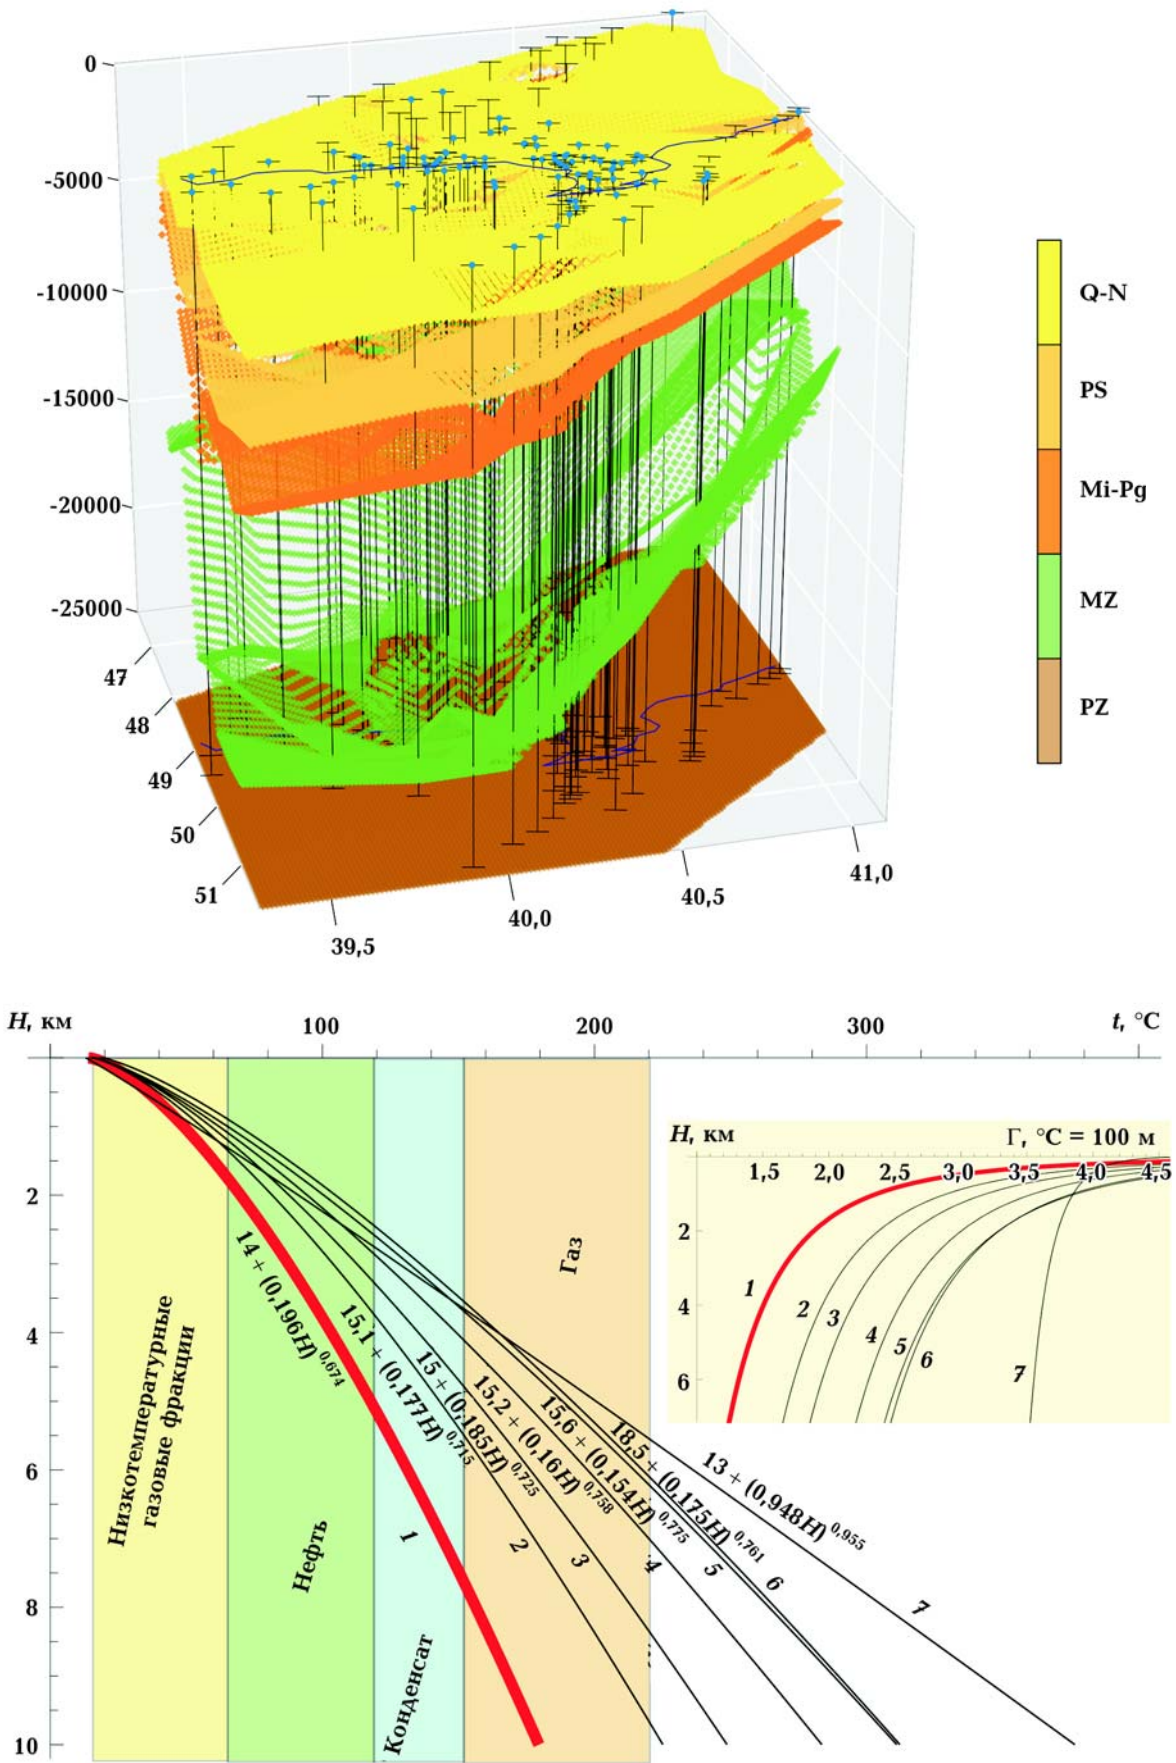 0
-5000
-10000
-15000
-20000
-25000
47
48
49
50
51
39,5
40,0
40,5
41,0
Q-N
PS
Mi-Pg
MZ
PZ
H, км
100
200
300
t, °C
2
4
6
8
10
Низкотемпературные
газовые фракции
Нефть
Конденсат
Газ
14 + (0,196H)^0,674
15,1 + (0,177H)^0,715
15 + (0,185H)^0,725
15,2 + (0,16H)^0,758
15,6 + (0,154H)^0,775
18,5 + (0,175H)^0,761
13 + (0,948H)^0,955
1
2
3
4
5
6
7
H, км
Г, °C = 100 м
1,5 2,0 2,5 3,0 3,5 4,0 4,5
2
4
6
1
2
3
4
5
6
7